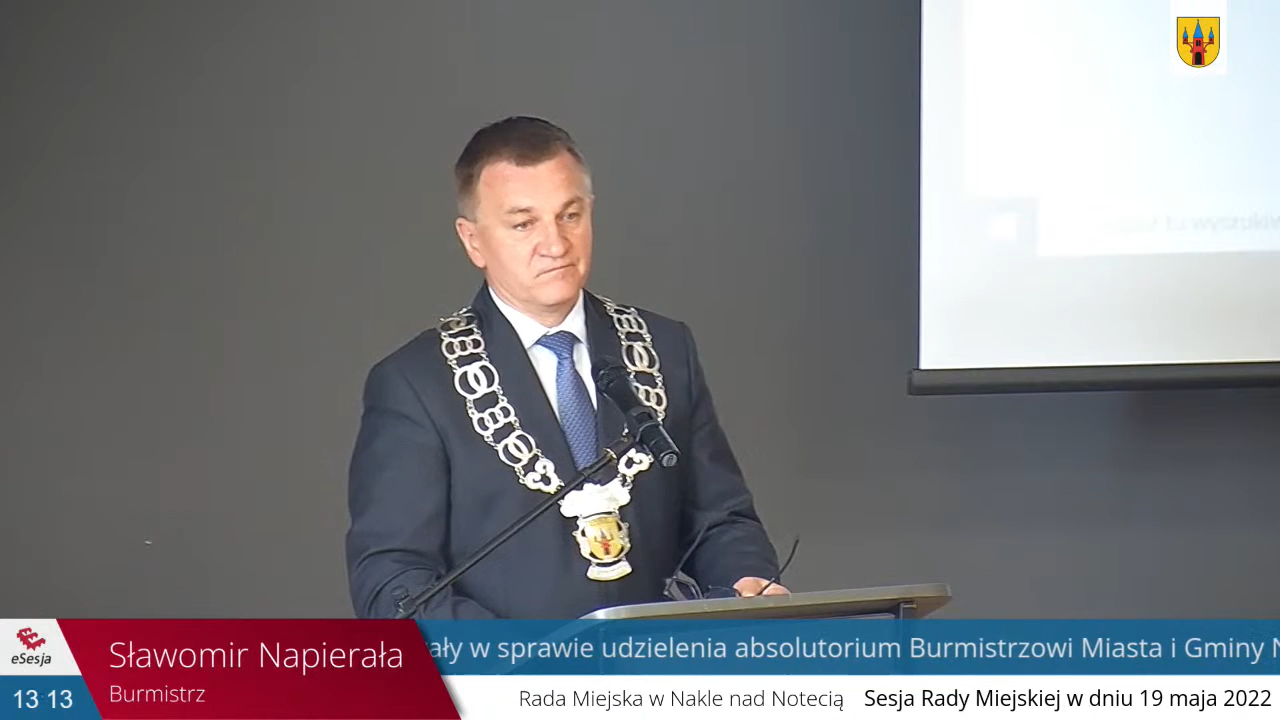 eSesja
Sławomir Napierała
Burmistrz
ały w sprawie udzielenia absolutorium Burmistrzowi Miasta i Gminy N
13 13
Rada Miejska w Nakle nad Notecią
Sesja Rady Miejskiej w dniu 19 maja 2022